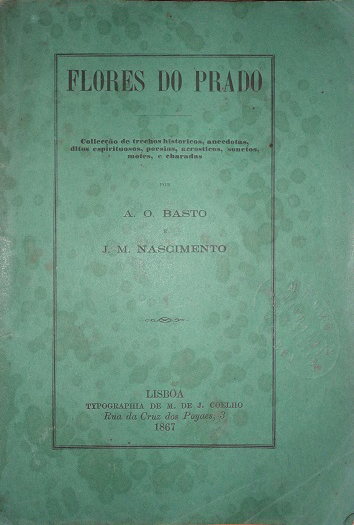 FLORES DO PRADO
Collecção de trechos historicos, anecdotas,
ditos espirituosos, poesias, acrosticos, sonetos,
motes, e charadas
POR
A. O. BASTO
E
J. M. NASCIMENTO
LISBOA
TYPOGRAPHIA DE M. DE J. COELHO
Rua da Cruz dos Poyaes, 3
1867